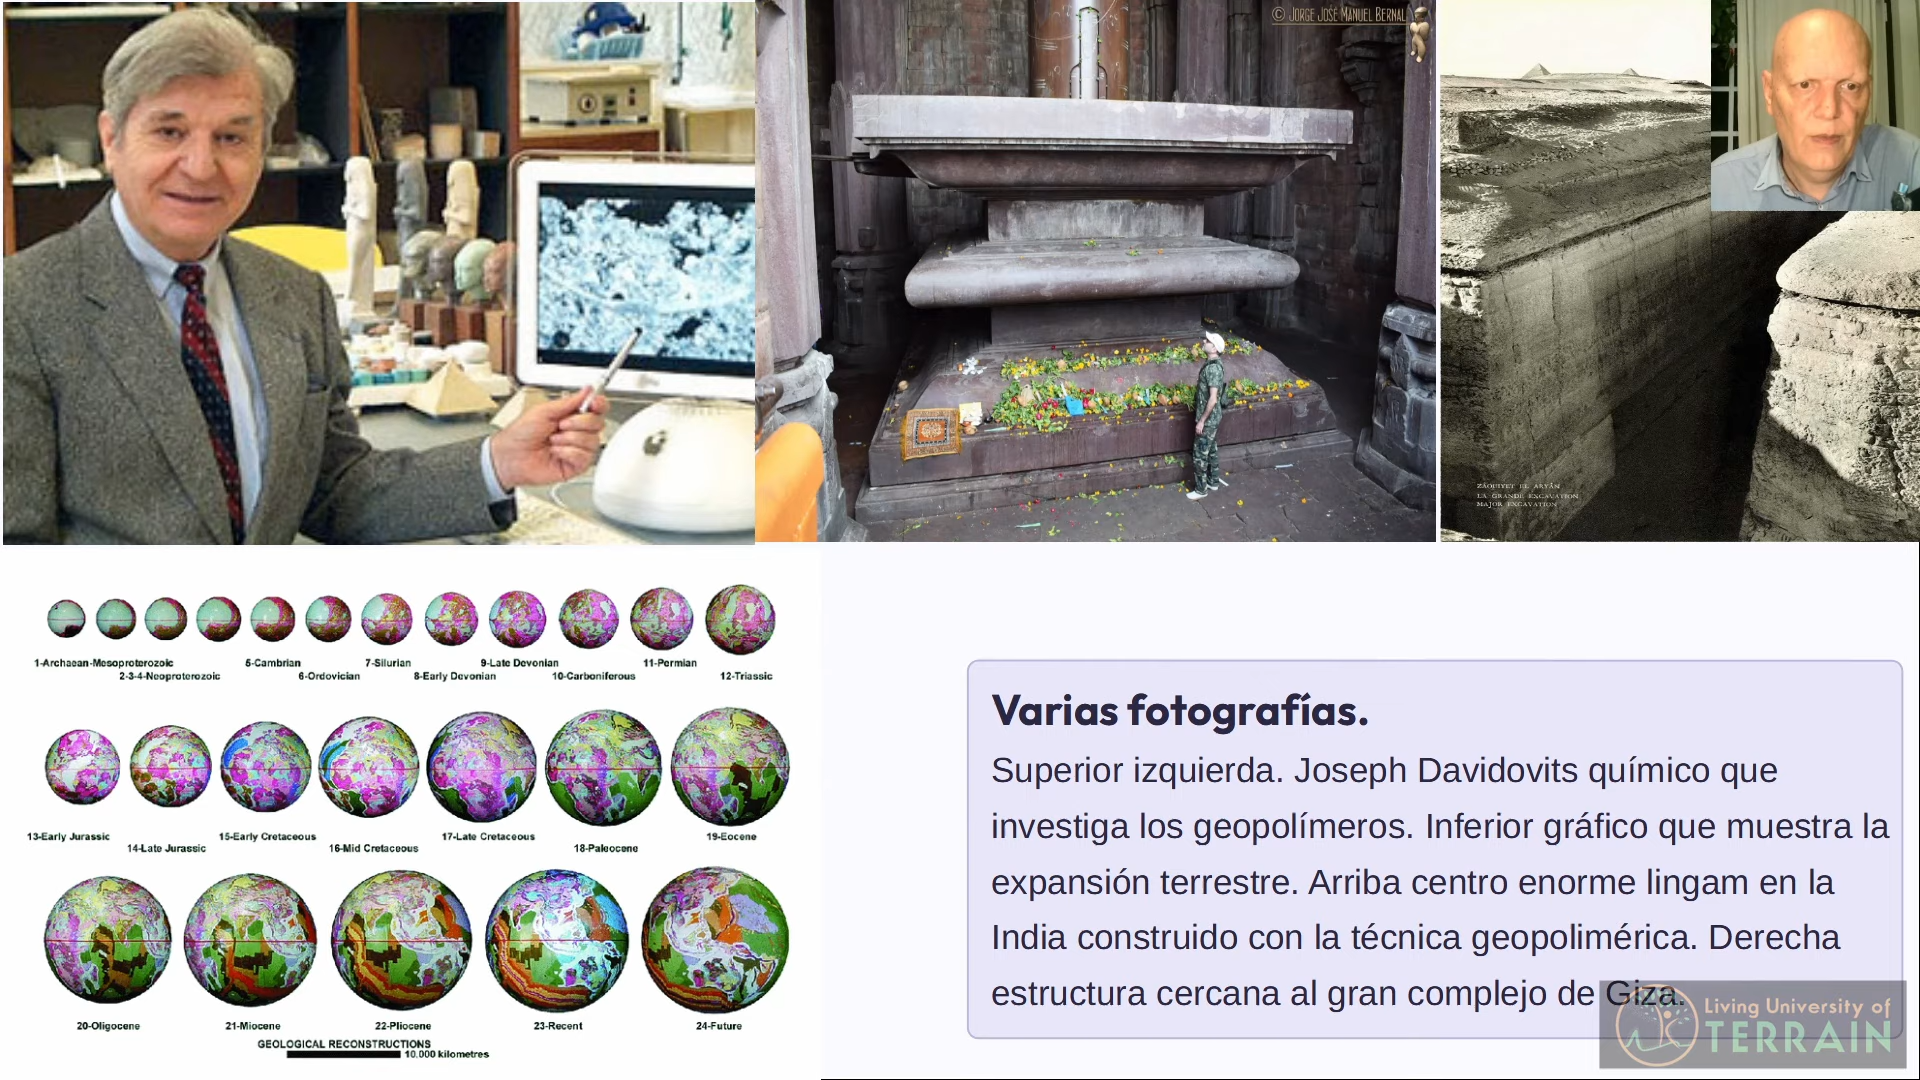 © Jorge José Manuel Bernal
ZÂOUIYET EL ARYÂN
LA GRANDE EXCAVATION
MAJOR EXCAVATION
1-Archaean-Mesoproterozoic
2-3-4-Neoproterozoic
5-Cambrian
6-Ordovician
7-Silurian
8-Early Devonian
9-Late Devonian
10-Carboniferous
11-Permian
12-Triassic
13-Early Jurassic
14-Late Jurassic
15-Early Cretaceous
16-Mid Cretaceous
17-Late Cretaceous
18-Paleocene
19-Eocene
20-Oligocene
21-Miocene
22-Pliocene
23-Recent
24-Future
GEOLOGICAL RECONSTRUCTIONS
10,000 kilometres
Varias fotografías.
Superior izquierda. Joseph Davidovits químico que
investiga los geopolímeros. Inferior gráfico que muestra la
expansión terrestre. Arriba centro enorme lingam en la
India construido con la técnica geopolimérica. Derecha
estructura cercana al gran complejo de Giza.
Living University of
TERRAIN